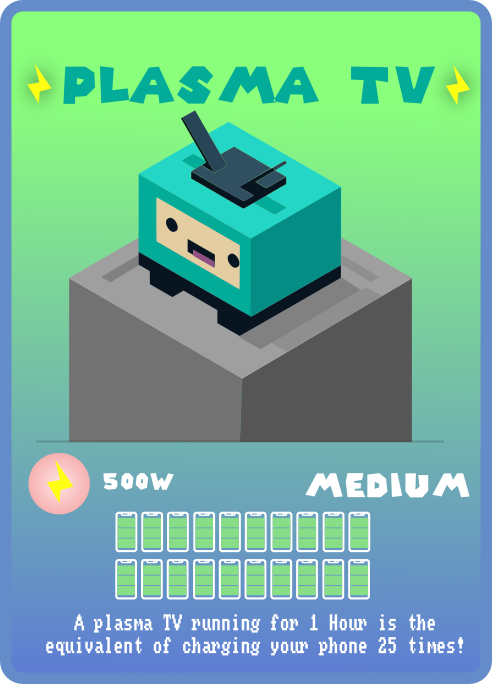 PLASMA TV
500W
MEDIUM
A plasma TV running for 1 Hour is the
equivalent of charging your phone 25 times!